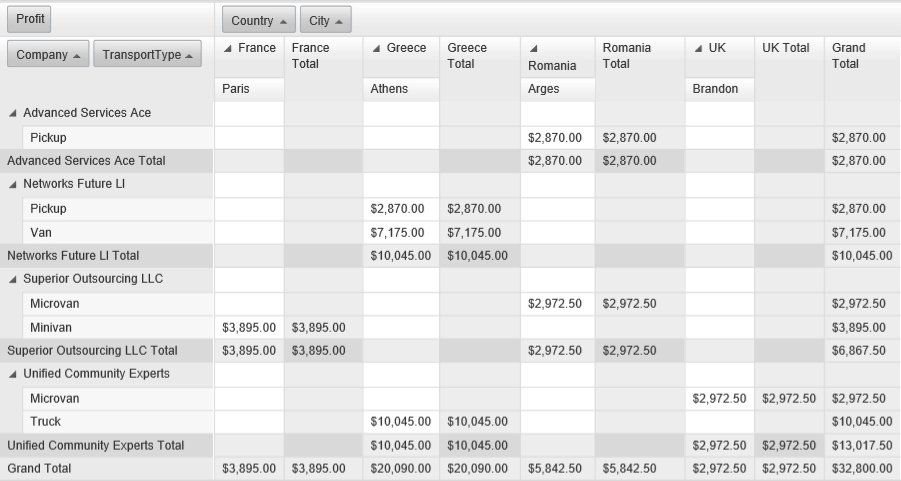 Profit Country City
Company TransportType France France Total Greece Greece Total Romania Romania Total UK UK Total Grand Total
Paris Athens Arges Brandon
Advanced Services Ace
Pickup $2,870.00 $2,870.00 $2,870.00
Advanced Services Ace Total $2,870.00 $2,870.00 $2,870.00
Networks Future LI
Pickup $2,870.00 $2,870.00 $2,870.00
Van $7,175.00 $7,175.00 $7,175.00
Networks Future LI Total $10,045.00 $10,045.00 $10,045.00
Superior Outsourcing LLC
Microvan $2,972.50 $2,972.50 $2,972.50
Minivan $3,895.00 $3,895.00 $3,895.00
Superior Outsourcing LLC Total $3,895.00 $3,895.00 $2,972.50 $2,972.50 $6,867.50
Unified Community Experts
Microvan $2,972.50 $2,972.50 $2,972.50
Truck $10,045.00 $10,045.00 $10,045.00
Unified Community Experts Total $10,045.00 $10,045.00 $2,972.50 $2,972.50 $13,017.50
Grand Total $3,895.00 $3,895.00 $20,090.00 $20,090.00 $5,842.50 $5,842.50 $2,972.50 $2,972.50 $32,800.00